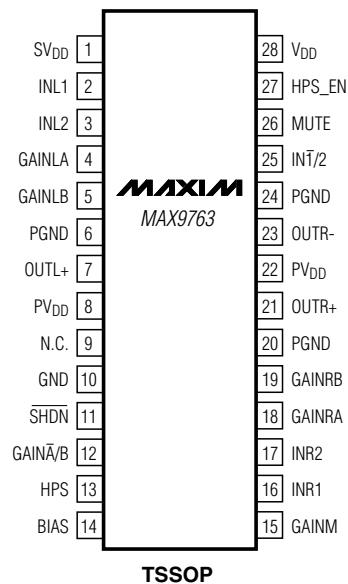 SVDD 1 28 VDD
INL1 2 27 HPS_EN
INL2 3 26 MUTE
GAINLA 4 25 IN1̅/2
GAINLB 5 MAXIM 24 PGND
PGND 6 MAX9763 23 OUTR-
OUTL+ 7 22 PVDD
PVDD 8 21 OUTR+
N.C. 9 20 PGND
GND 10 19 GAINRB
S̅H̅D̅N̅ 11 18 GAINRA
GAINA̅/B 12 17 INR2
HPS 13 16 INR1
BIAS 14 15 GAINM
TSSOP